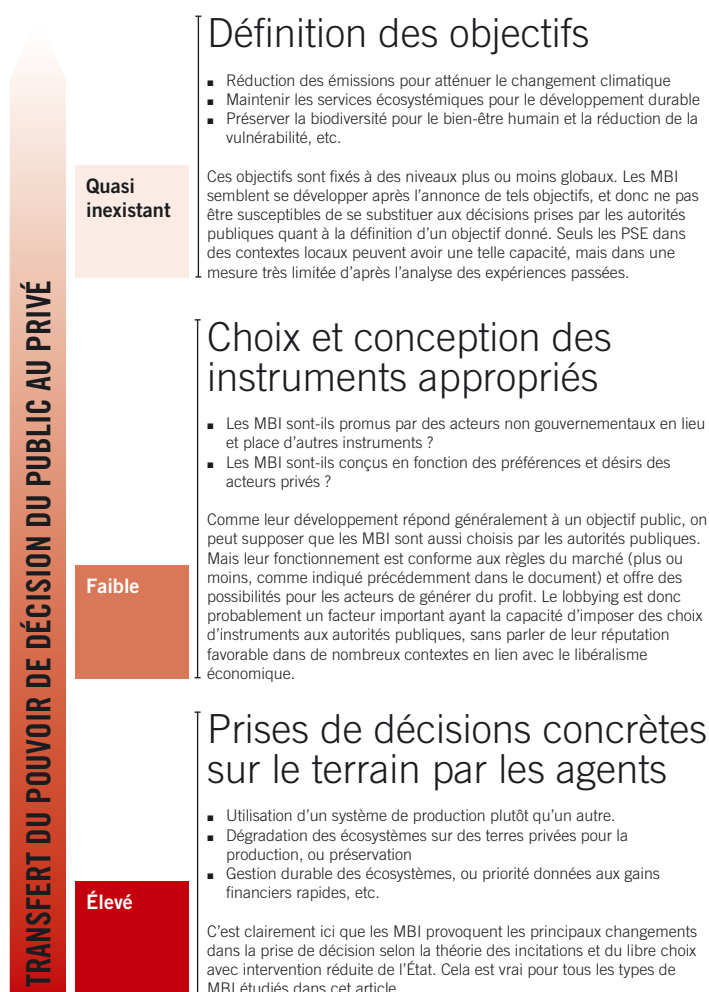 TRANSFERT DU POUVOIR DE DÉCISION DU PUBLIC AU PRIVÉ
Définition des objectifs
▪ Réduction des émissions pour atténuer le changement climatique
▪ Maintenir les services écosystémiques pour le développement durable
▪ Préserver la biodiversité pour le bien-être humain et la réduction de la
vulnérabilité, etc.
Quasi
inexistant
Ces objectifs sont fixés à des niveaux plus ou moins globaux. Les MBI
semblent se développer après l’annonce de tels objectifs, et donc ne pas
être susceptibles de se substituer aux décisions prises par les autorités
publiques quant à la définition d’un objectif donné. Seuls les PSE dans
des contextes locaux peuvent avoir une telle capacité, mais dans une
mesure très limitée d’après l’analyse des expériences passées.
Choix et conception des
instruments appropriés
▪ Les MBI sont-ils promus par des acteurs non gouvernementaux en lieu
et place d’autres instruments ?
▪ Les MBI sont-ils conçus en fonction des préférences et désirs des
acteurs privés ?
Faible
Comme leur développement répond généralement à un objectif public, on
peut supposer que les MBI sont aussi choisis par les autorités publiques.
Mais leur fonctionnement est conforme aux règles du marché (plus ou
moins, comme indiqué précédemment dans le document) et offre des
possibilités pour les acteurs de générer du profit. Le lobbying est donc
probablement un facteur important ayant la capacité d’imposer des choix
d’instruments aux autorités publiques, sans parler de leur réputation
favorable dans de nombreux contextes en lien avec le libéralisme
économique.
Prises de décisions concrètes
sur le terrain par les agents
▪ Utilisation d’un système de production plutôt qu’un autre.
▪ Dégradation des écosystèmes sur des terres privées pour la
production, ou préservation
▪ Gestion durable des écosystèmes, ou priorité données aux gains
financiers rapides, etc.
Élevé
C’est clairement ici que les MBI provoquent les principaux changements
dans la prise de décision selon la théorie des incitations et du libre choix
avec intervention réduite de l’État. Cela est vrai pour tous les types de
MBI étudiés dans cet article